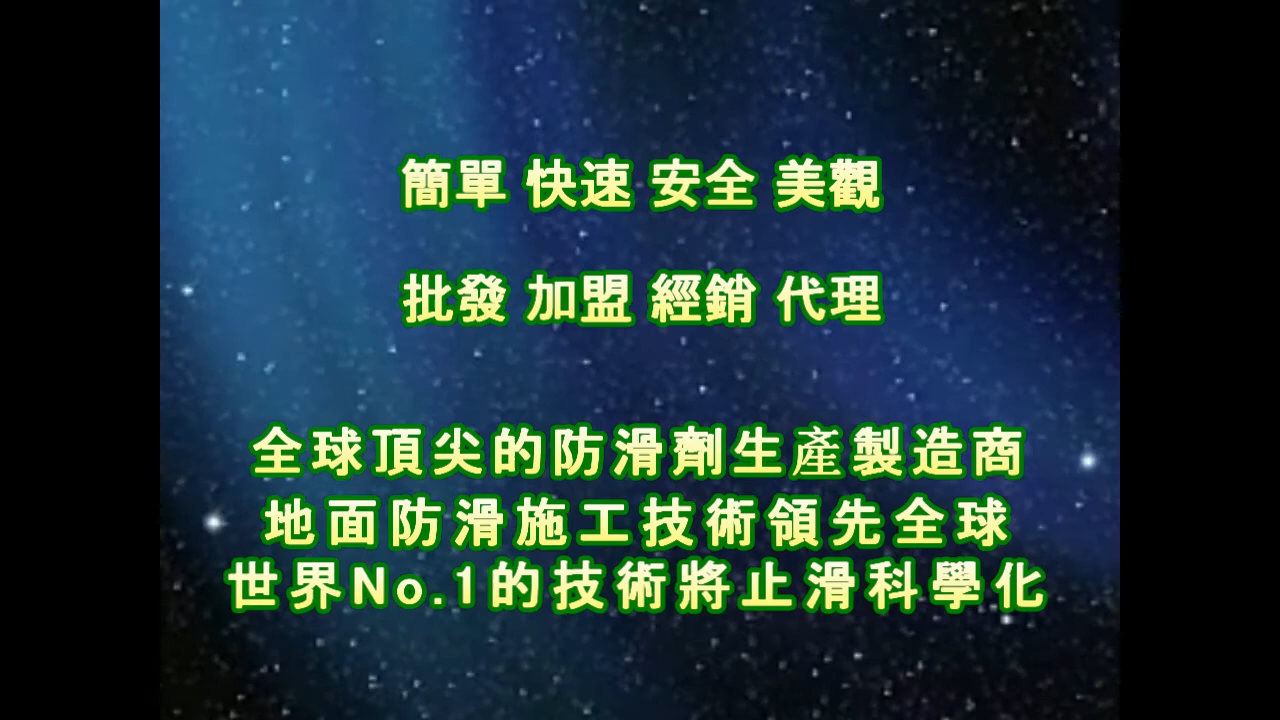 簡單 快速 安全 美觀
批發 加盟 經銷 代理
全球頂尖的防滑劑生產製造商
地面防滑施工技術領先全球
世界No.1的技術將止滑科學化